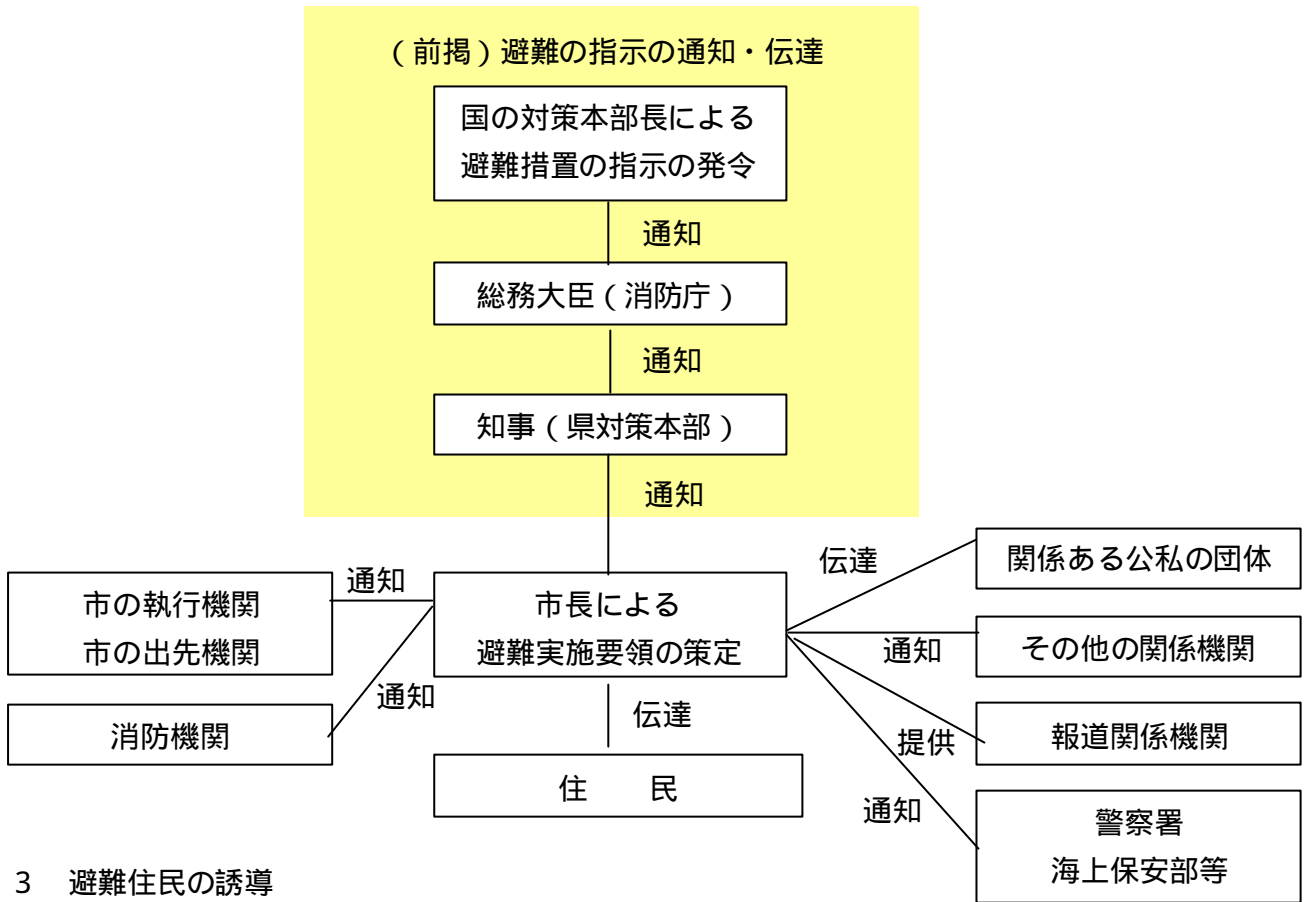 （前掲）避難の指示の通知・伝達
国の対策本部長による
避難措置の指示の発令
通知
総務大臣（消防庁）
通知
知事（県対策本部）
通知
市の執行機関
市の出先機関
通知
消防機関
通知
市長による
避難実施要領の策定
伝達
住　　民
伝達
関係ある公私の団体
通知
その他の関係機関
提供
報道関係機関
通知
警察署
海上保安部等
3　避難住民の誘導